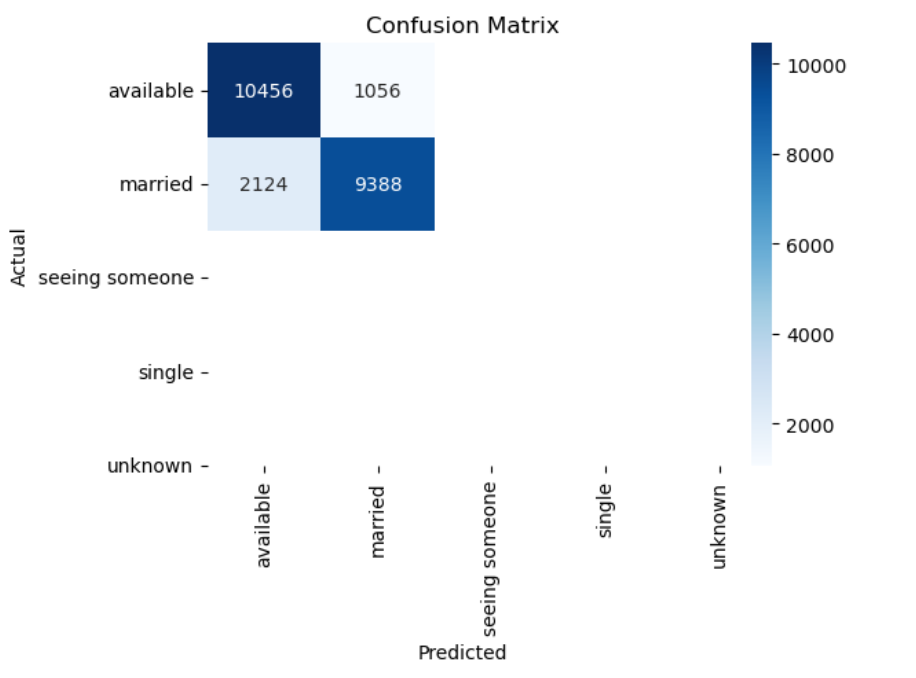 Confusion Matrix
available
10456
1056
10000
married
2124
9388
8000
Actual
seeing someone
6000
single
4000
unknown
2000
available
married
seeing someone
single
unknown
Predicted